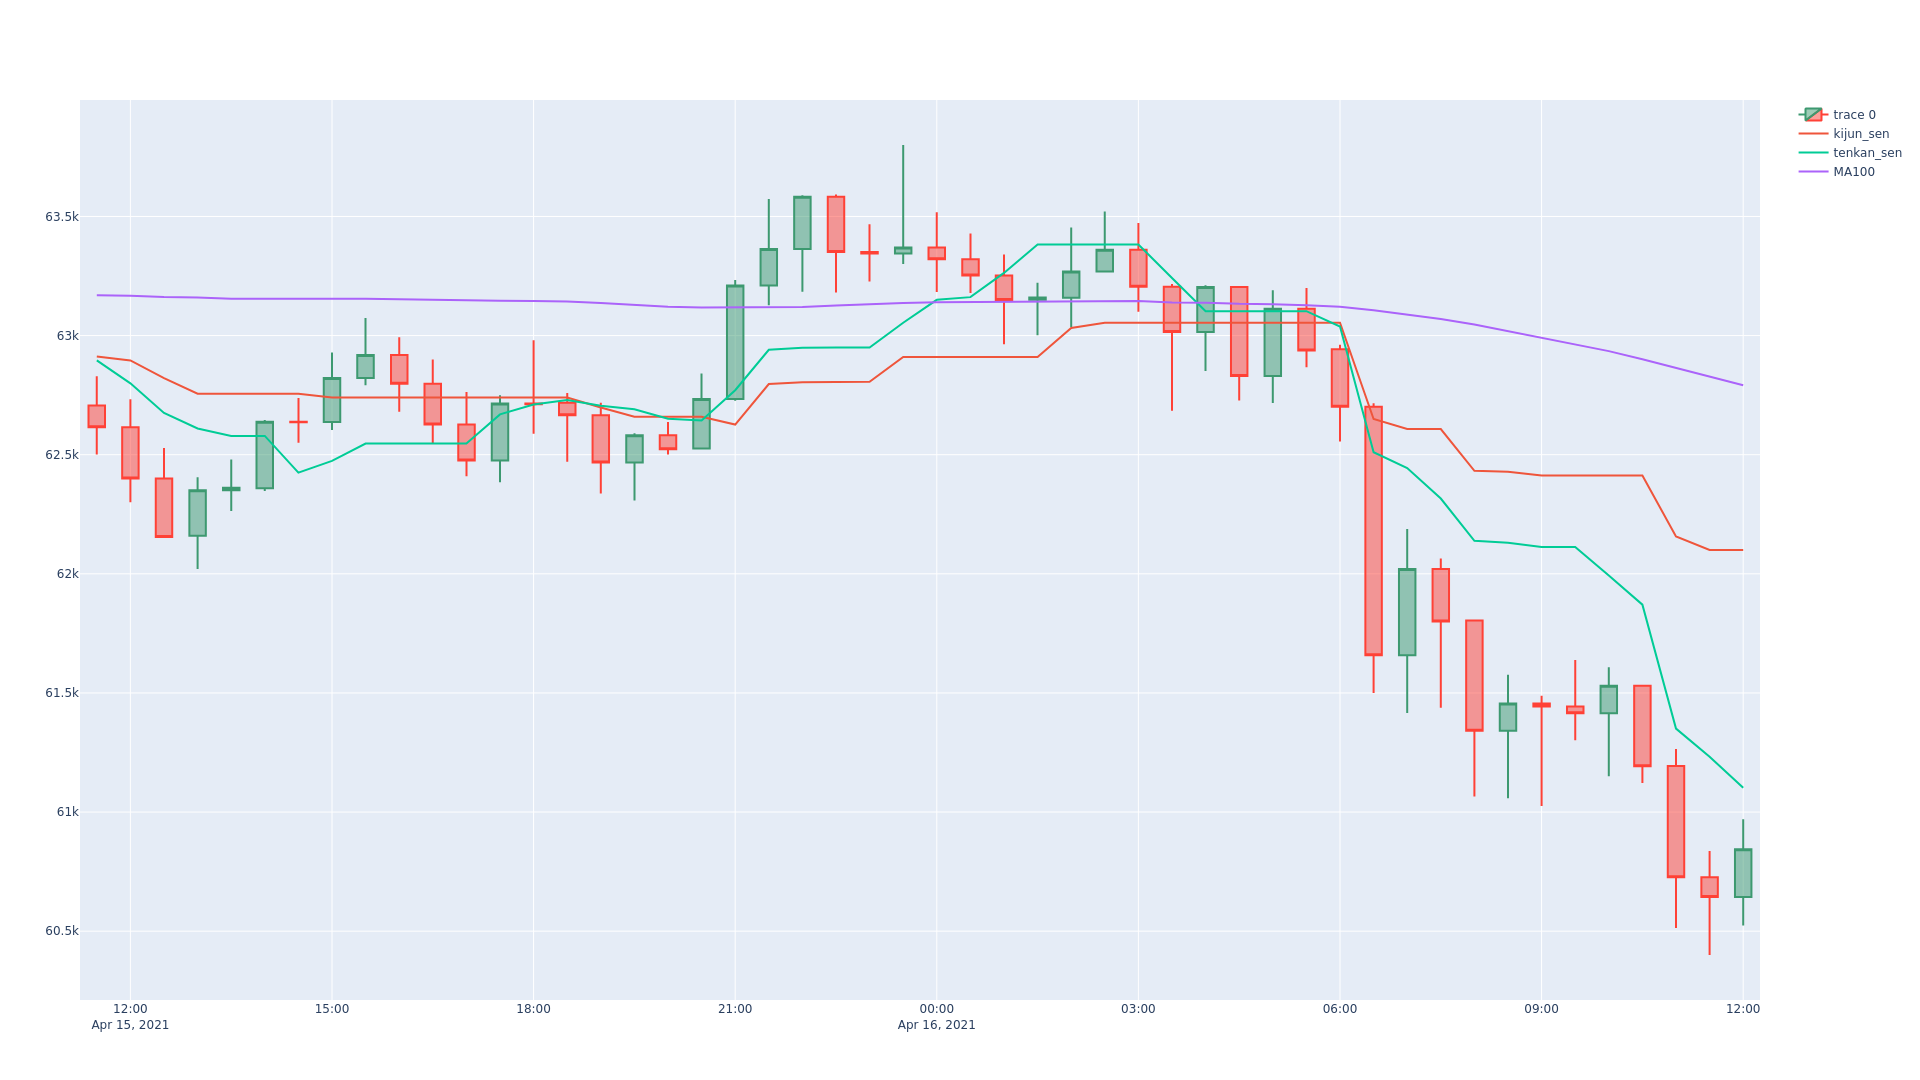 trace 0
kijun_sen
tenkan_sen
MA100
63.5k
63k
62.5k
62k
61.5k
61k
60.5k
12:00 15:00 18:00 21:00 00:00 03:00 06:00 09:00 12:00
Apr 15, 2021 Apr 16, 2021